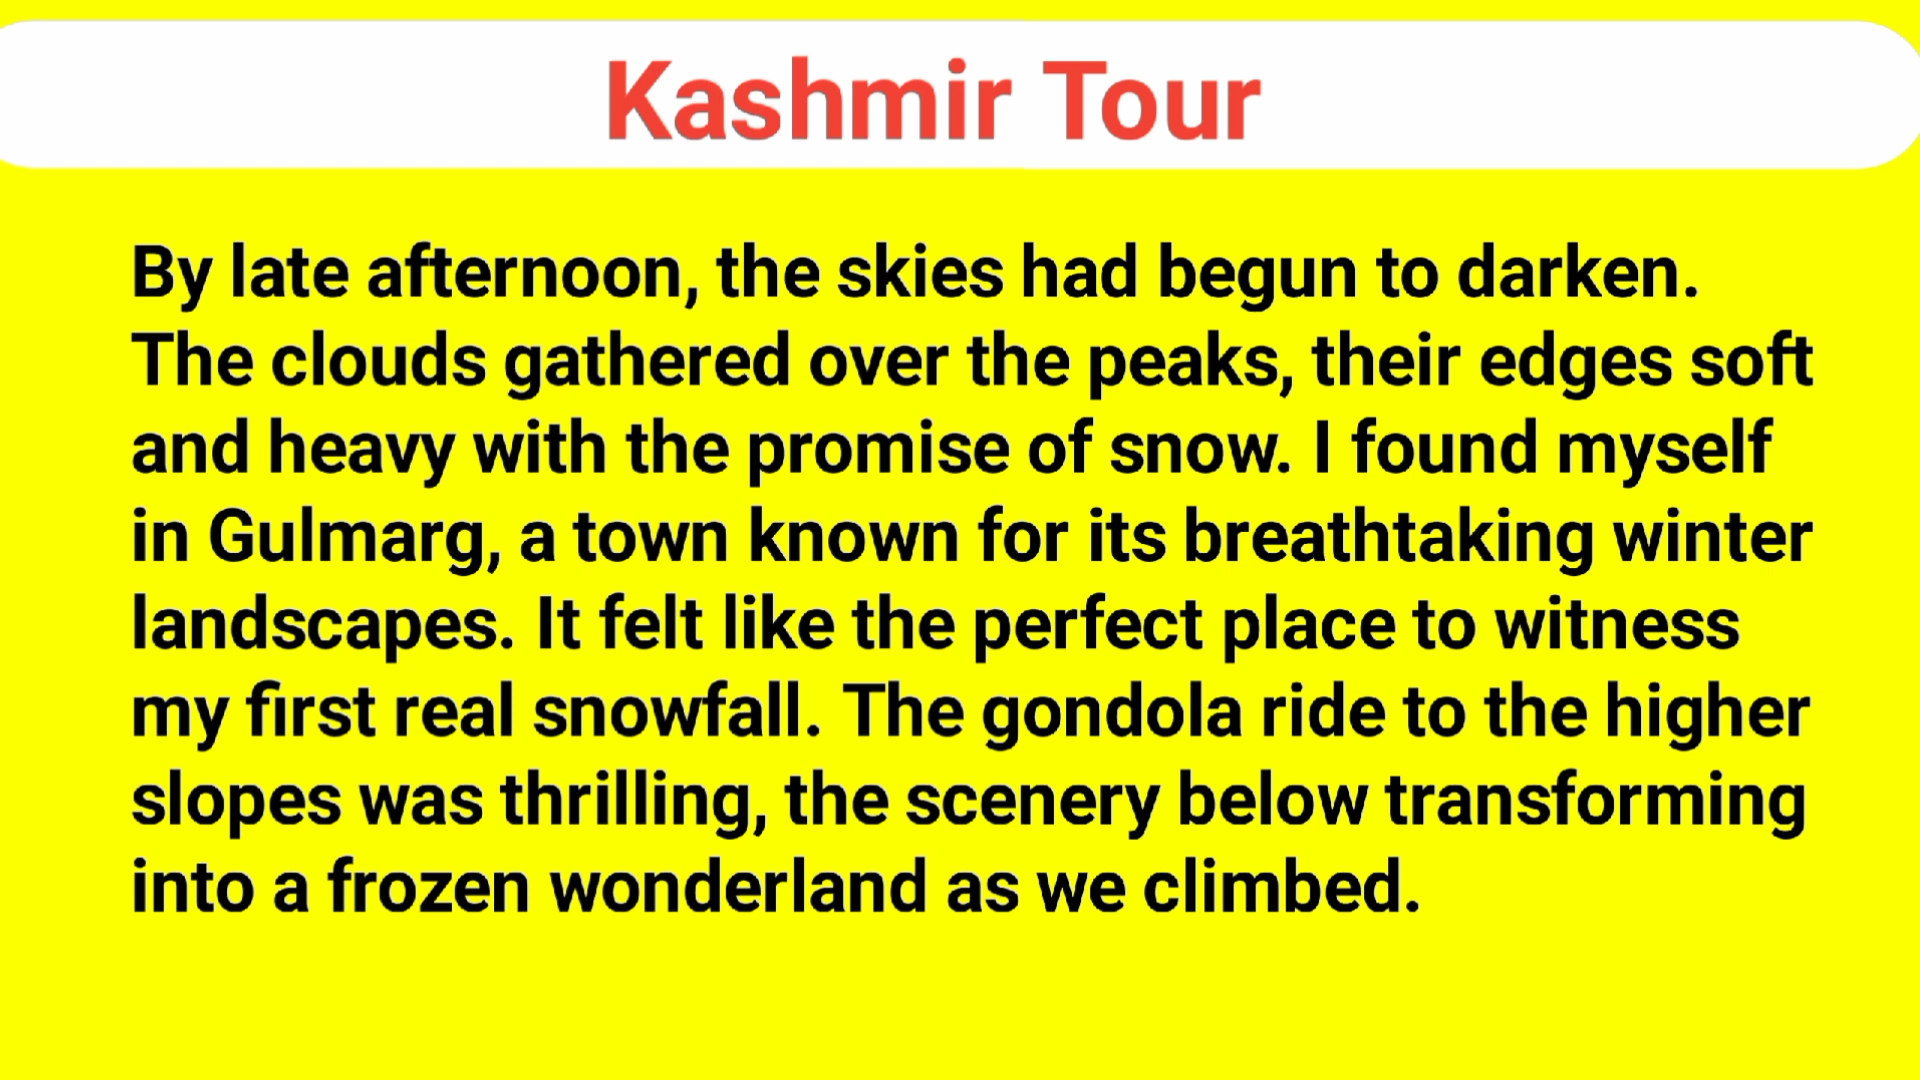 Kashmir Tour
By late afternoon, the skies had begun to darken.
The clouds gathered over the peaks, their edges soft
and heavy with the promise of snow. I found myself
in Gulmarg, a town known for its breathtaking winter
landscapes. It felt like the perfect place to witness
my first real snowfall. The gondola ride to the higher
slopes was thrilling, the scenery below transforming
into a frozen wonderland as we climbed.